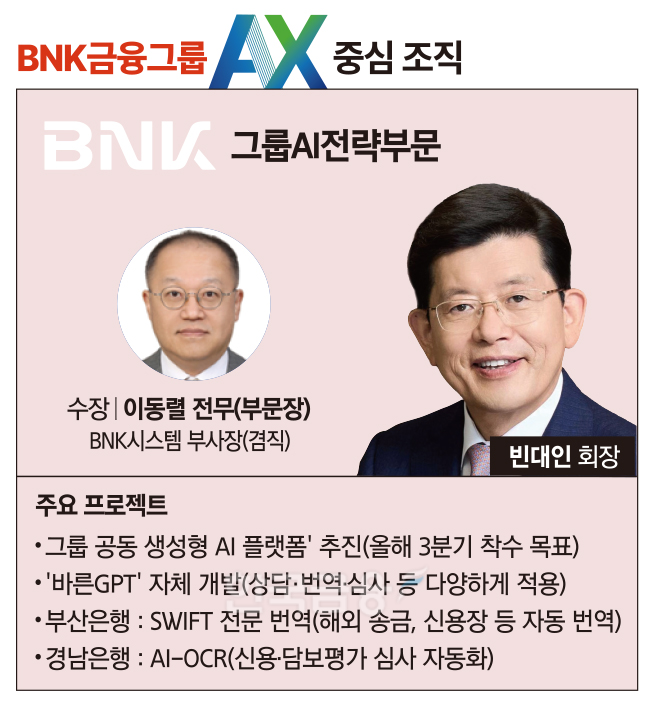 BNK금융그룹 AX 중심 조직
BNK 그룹AI전략부문
수장 | 이동렬 전무(부문장)
BNK시스템 부사장(겸직)
빈대인 회장
주요 프로젝트
•그룹 공동 생성형 AI 플랫폼' 추진(올해 3분기 착수 목표)
•'바른GPT' 자체 개발(상담·번역·심사 등 다양하게 적용)
•부산은행 : SWIFT 전문 번역(해외 송금, 신용장 등 자동 번역)
•경남은행 : AI-OCR(신용·담보평가 심사 자동화)